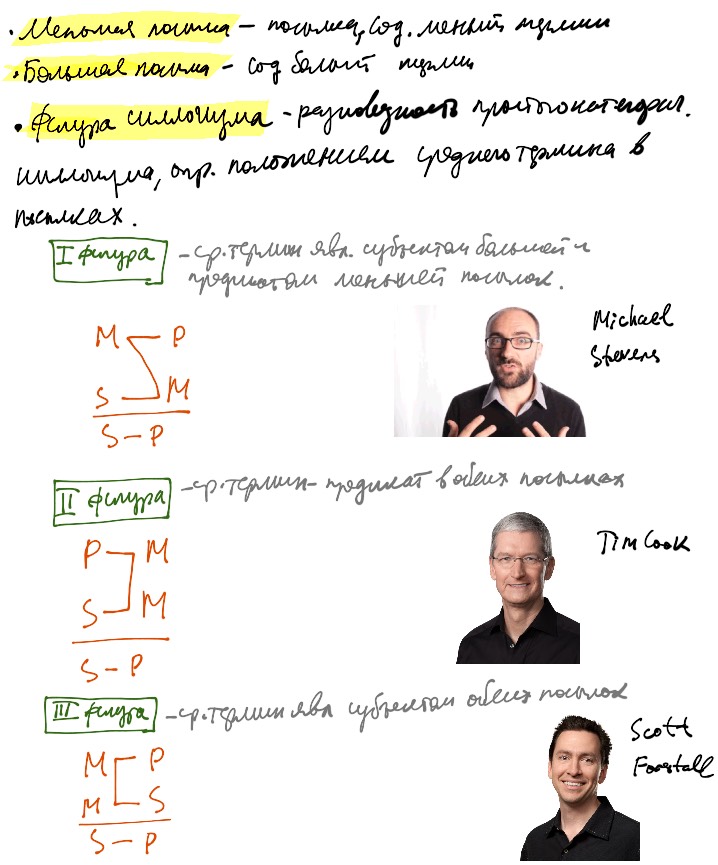 • Меньшая посылка – посылка, сод. меньший термин
• Большая посылка – сод больший термин
• Фигура силлогизма – разновидность простого категорич.
силлогизма, опр. положением среднего термина в
посылках.
I фигура – ср. термин явл. субъектом большей и
предикатом меньшей посылок.
M P
S M
S – P
Michael
Stevens
II фигура – ср. термин – предикат в обеих посылках
P M
S M
S – P
Tim Cook
III фигура – ср. термин явл субъектом обеих посылок
M P
M S
S – P
Scott
Forstall